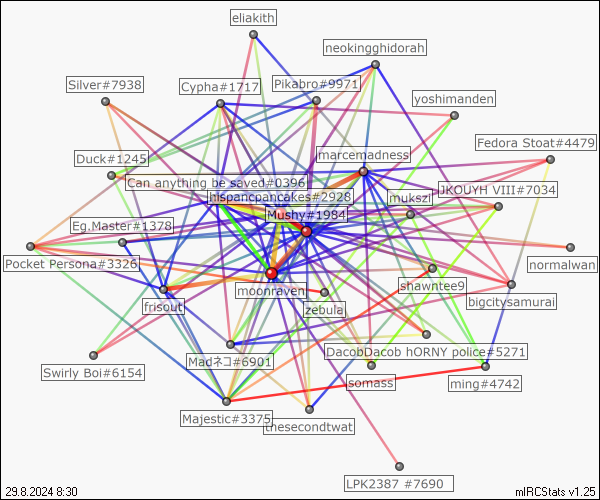 eliakith
neokingghidorah
Silver#7938
Cypha#1717
Pikabro#9971
yoshimanden
Fedora Stoat#4479
marcemadness
Duck#1245
Can anything be saved#0396
JKOUYH VIII#7034
hispancpancakes#2928
mukszi
Mushy#1984
Eg.Master#1378
Pocket Persona#3326
normalwan
shawntee9
moonraven
bigcitysamurai
frisout
zebulaj
DacobDacob hORNY police#5271
Madネコ#6901
Swirly Boi#6154
somass
ming#4742
Majestic#3375
thesecondtwat
LPK2387 #7690
29.8.2024 8:30
mIRCStats v1.25